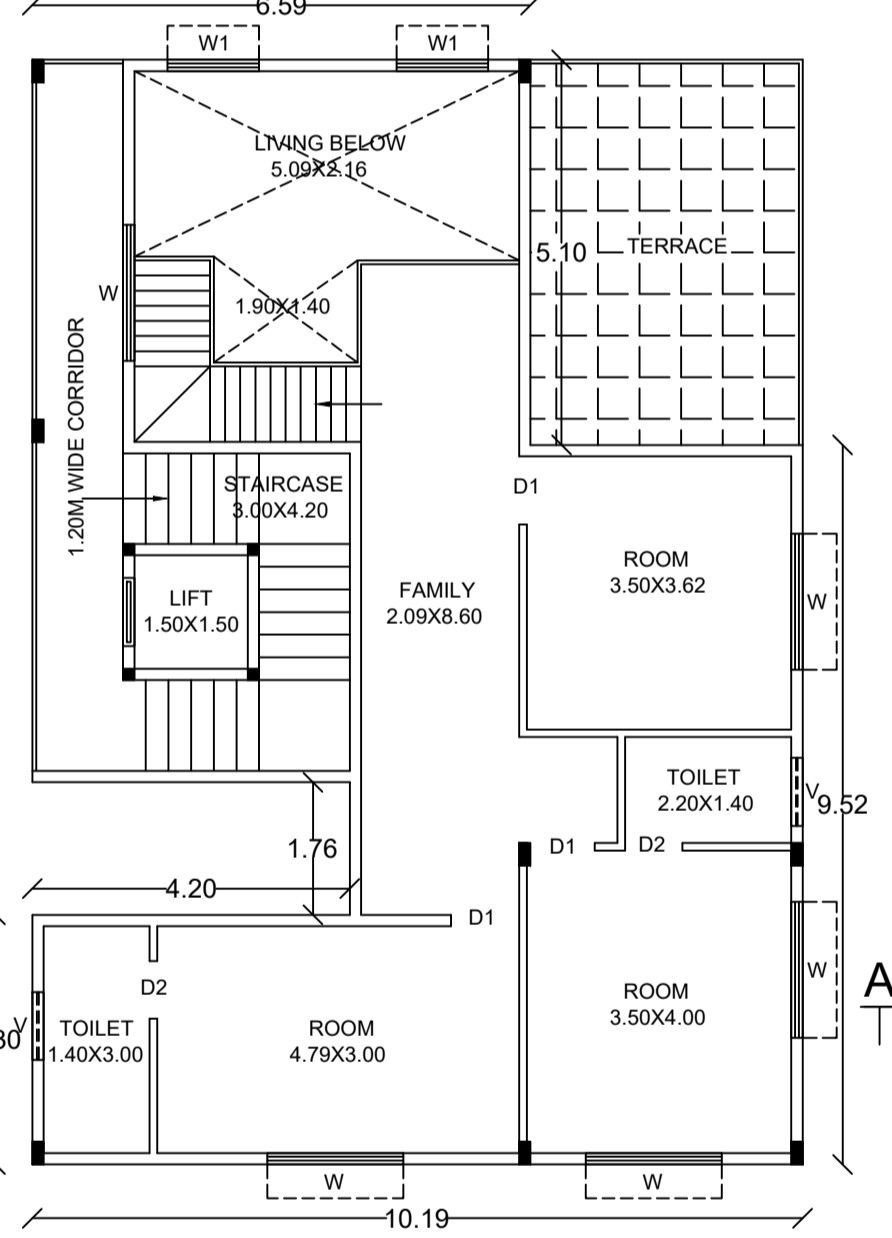 6.59
W1
W1
LIVING BELOW
5.09X2.16
5.10
TERRACE
W
1.90X1.40
1.20M WIDE CORRIDOR
STAIRCASE
3.00X4.20
D1
ROOM
3.50X3.62
W
LIFT
1.50X1.50
FAMILY
2.09X8.60
TOILET
2.20X1.40
V
9.52
1.76
D1
D2
4.20
D1
D2
W
A
ROOM
3.50X4.00
V
TOILET
1.40X3.00
ROOM
4.79X3.00
W
W
10.19